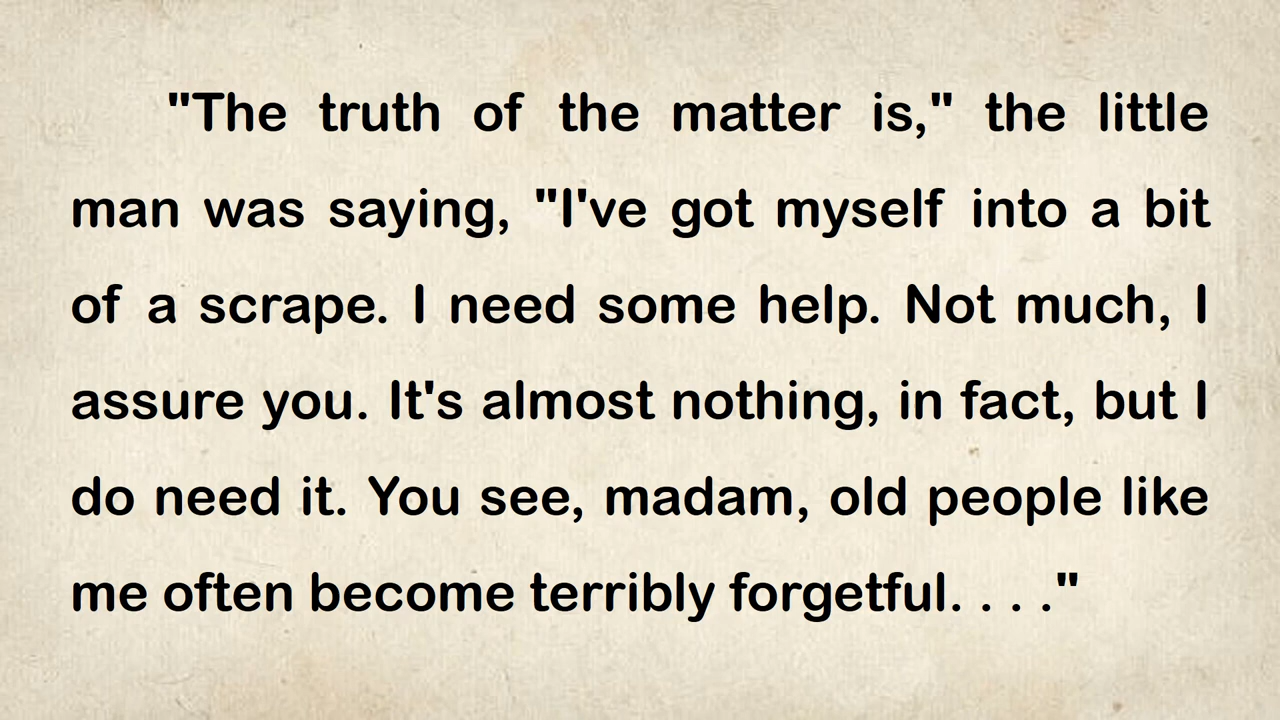 "The truth of the matter is," the little
man was saying, "I've got myself into a bit
of a scrape. I need some help. Not much, I
assure you. It's almost nothing, in fact, but I
do need it. You see, madam, old people like
me often become terribly forgetful. . . ."